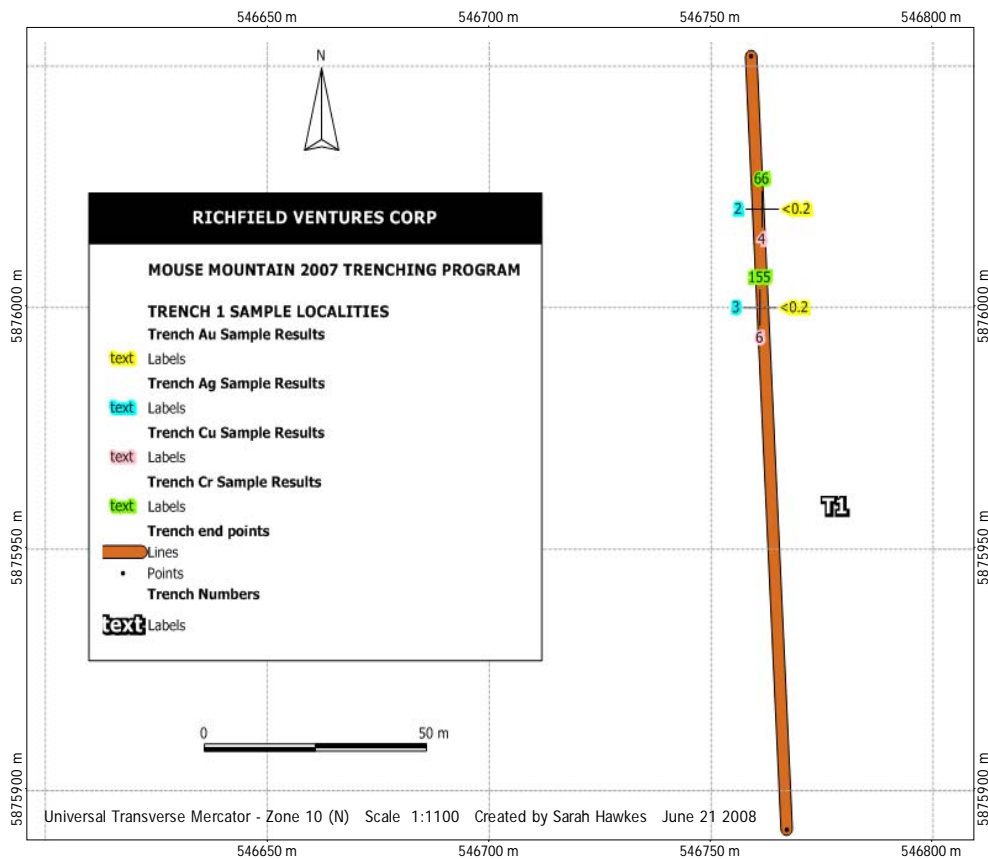 546650 m 546700 m 546750 m 546800 m
N
66
2 <0.2
4
155
3 <0.2
6
5876000 m 5876000 m
RICHFIELD VENTURES CORP
MOUSE MOUNTAIN 2007 TRENCHING PROGRAM
TRENCH 1 SAMPLE LOCALITIES
Trench Au Sample Results
text Labels
Trench Ag Sample Results
text Labels
Trench Cu Sample Results
text Labels
Trench Cr Sample Results
text Labels
Trench end points
Lines
Points
Trench Numbers
text Labels
T1
5875950 m 5875950 m
0 50 m
5875900 m 5875900 m
Universal Transverse Mercator - Zone 10 (N) Scale 1:1100 Created by Sarah Hawkes June 21 2008
546650 m 546700 m 546750 m 546800 m